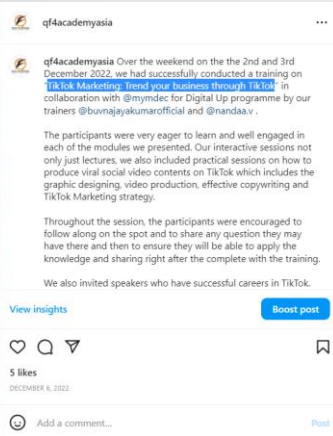 qf4academyasia
qf4academyasia Over the weekend on the the 2nd and 3rd
December 2022, we had successfully conducted a training on
"TikTok Marketing: Trend your business through TikTok" in
collaboration with @mymdec for Digital Up programme by our
trainers @buvnajayakumarofficial and @nandaa.v .
The participants were very eager to learn and well engaged in
each of the modules we presented. Our interactive sessions not
only just lectures, we also included practical sessions on how to
produce viral social video contents on TikTok which includes the
graphic designing, video production, effective copywriting and
TikTok Marketing strategy.
Throughout the session, the participants were encouraged to
follow along on the spot and to share any question they may
have there and then to ensure they will be able to apply the
knowledge and sharing right after the complete with the training.
We also invited speakers who have successful careers in TikTok.
View insights
Boost post
5 likes
DECEMBER 6, 2022
Add a comment...
Post